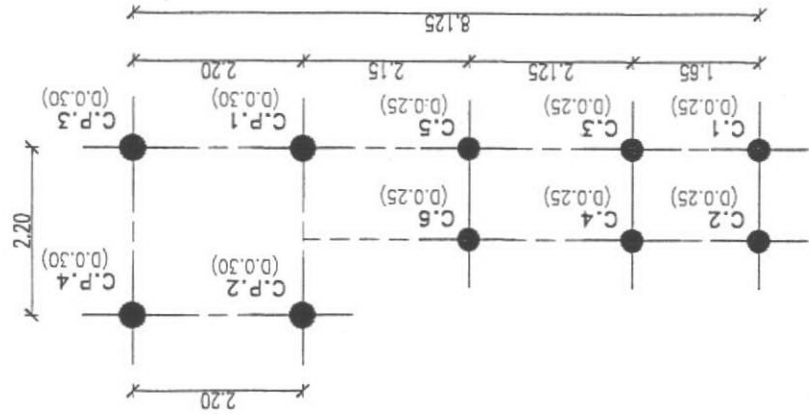 2.20
C.P.2 C.P.4
(D.0.30) (D.0.30)
2.20
C.2 C.4 C.6
(D.0.25) (D.0.25) (D.0.25)
C.1 C.3 C.5 C.P.1 C.P.3
(D.0.25) (D.0.25) (D.0.25) (D.0.30) (D.0.30)
1.65 2.125 2.15 2.20
8.125